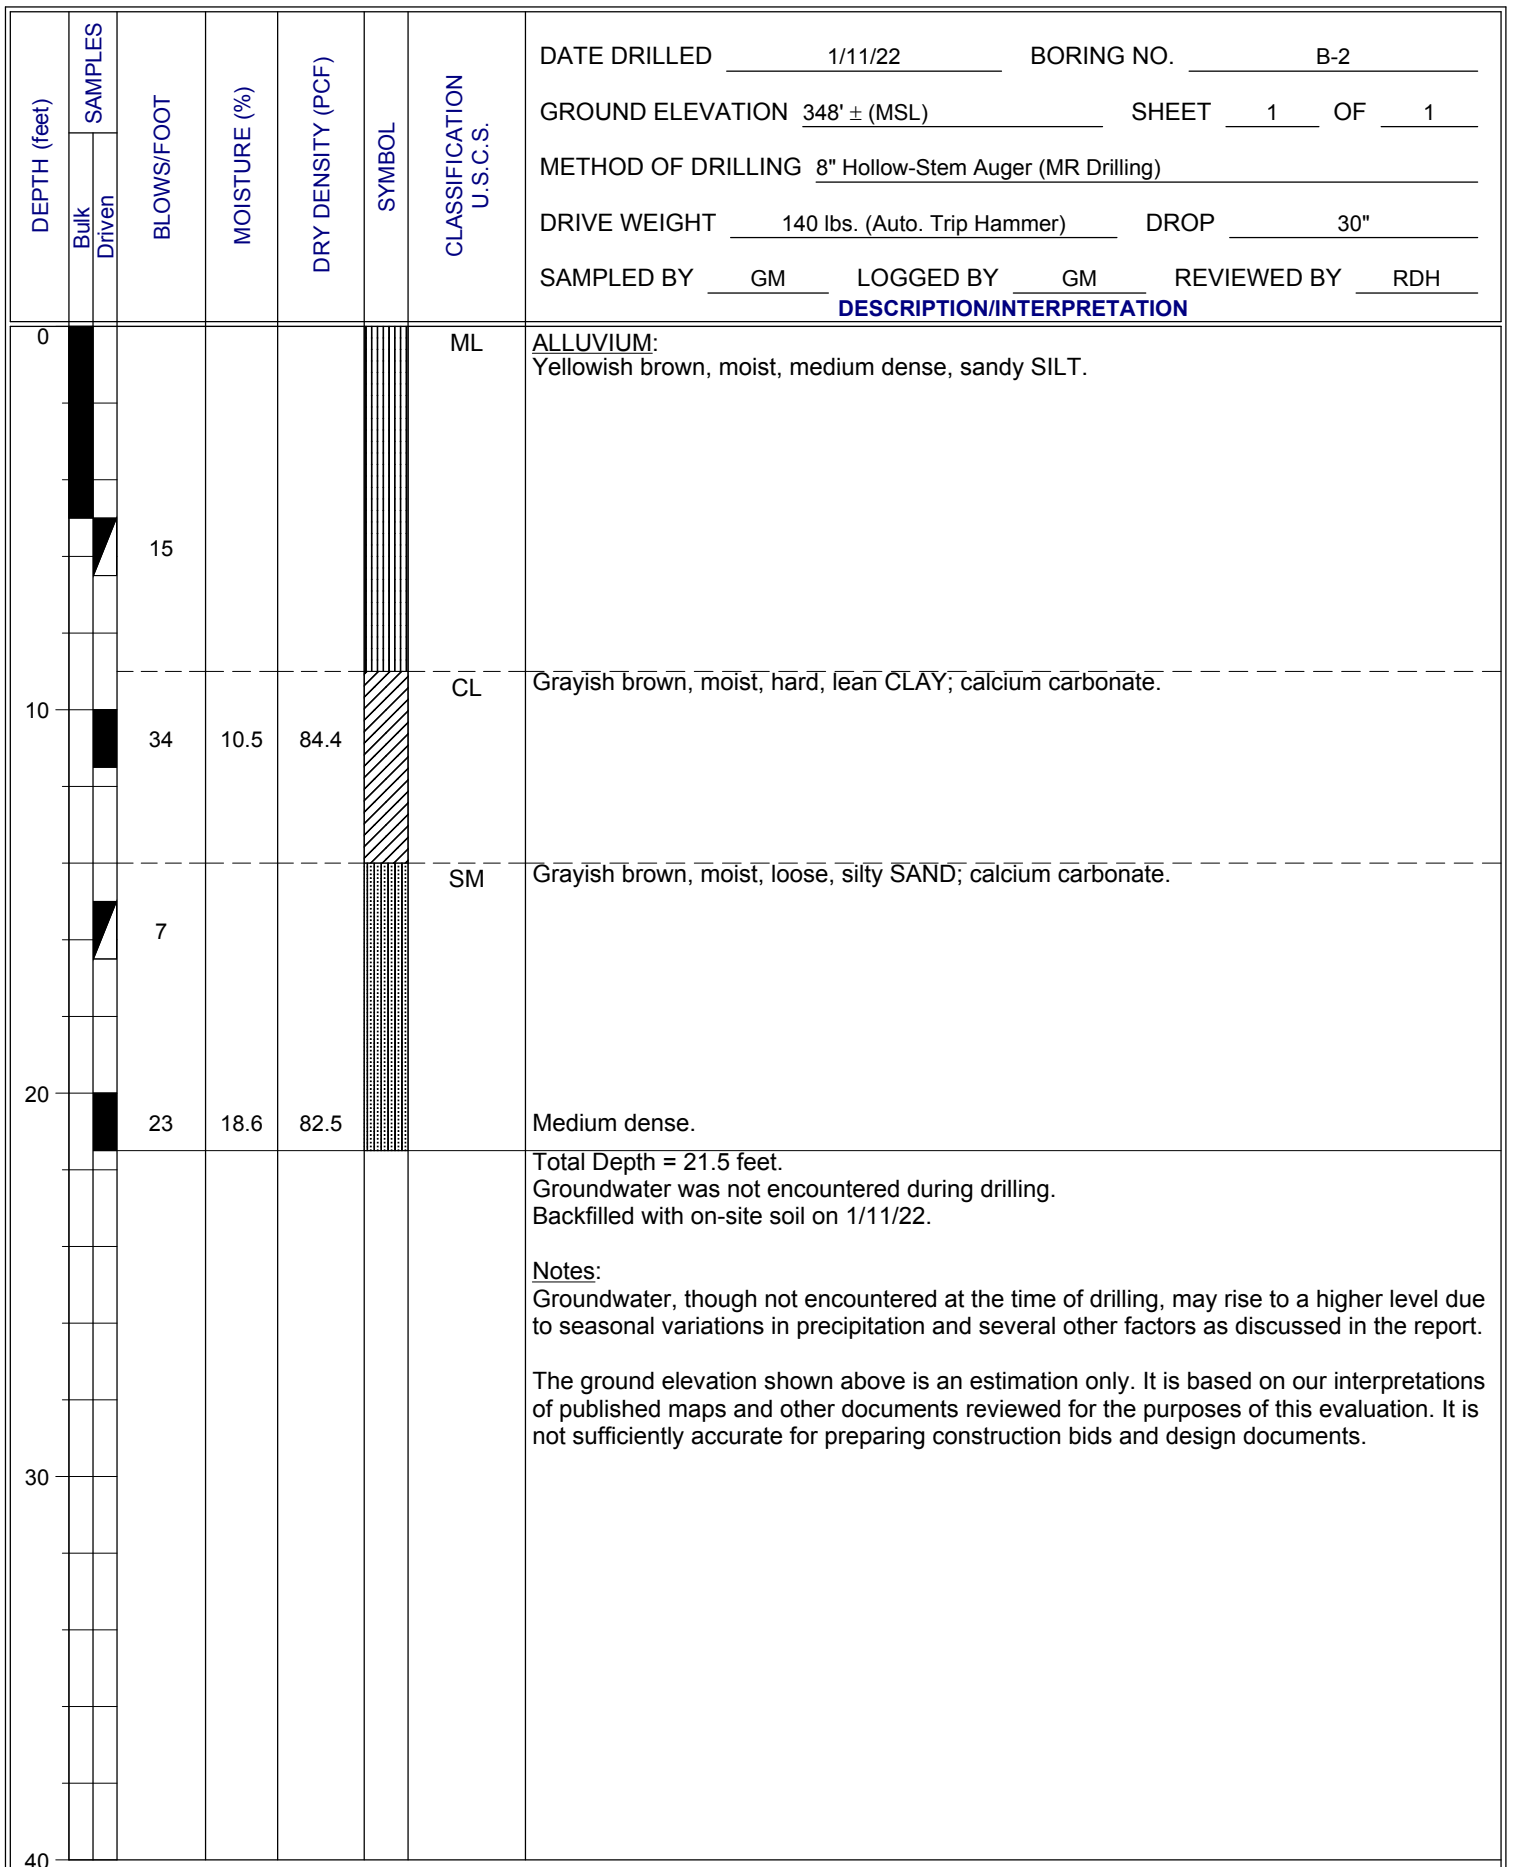 DEPTH (feet)
SAMPLES
Bulk
Driven
BLOWS/FOOT
MOISTURE (%)
DRY DENSITY (PCF)
SYMBOL
CLASSIFICATION
U.S.C.S.
DATE DRILLED 1/11/22 BORING NO. B-2
GROUND ELEVATION 348' ± (MSL) SHEET 1 OF 1
METHOD OF DRILLING 8" Hollow-Stem Auger (MR Drilling)
DRIVE WEIGHT 140 lbs. (Auto. Trip Hammer) DROP 30"
SAMPLED BY GM LOGGED BY GM REVIEWED BY RDH
DESCRIPTION/INTERPRETATION
0 ML ALLUVIUM:
Yellowish brown, moist, medium dense, sandy SILT.
15
CL Grayish brown, moist, hard, lean CLAY; calcium carbonate.
10
34 10.5 84.4
SM Grayish brown, moist, loose, silty SAND; calcium carbonate.
7
20
23 18.6 82.5 Medium dense.
Total Depth = 21.5 feet.
Groundwater was not encountered during drilling.
Backfilled with on-site soil on 1/11/22.
Notes:
Groundwater, though not encountered at the time of drilling, may rise to a higher level due
to seasonal variations in precipitation and several other factors as discussed in the report.
The ground elevation shown above is an estimation only. It is based on our interpretations
of published maps and other documents reviewed for the purposes of this evaluation. It is
not sufficiently accurate for preparing construction bids and design documents.
30
40